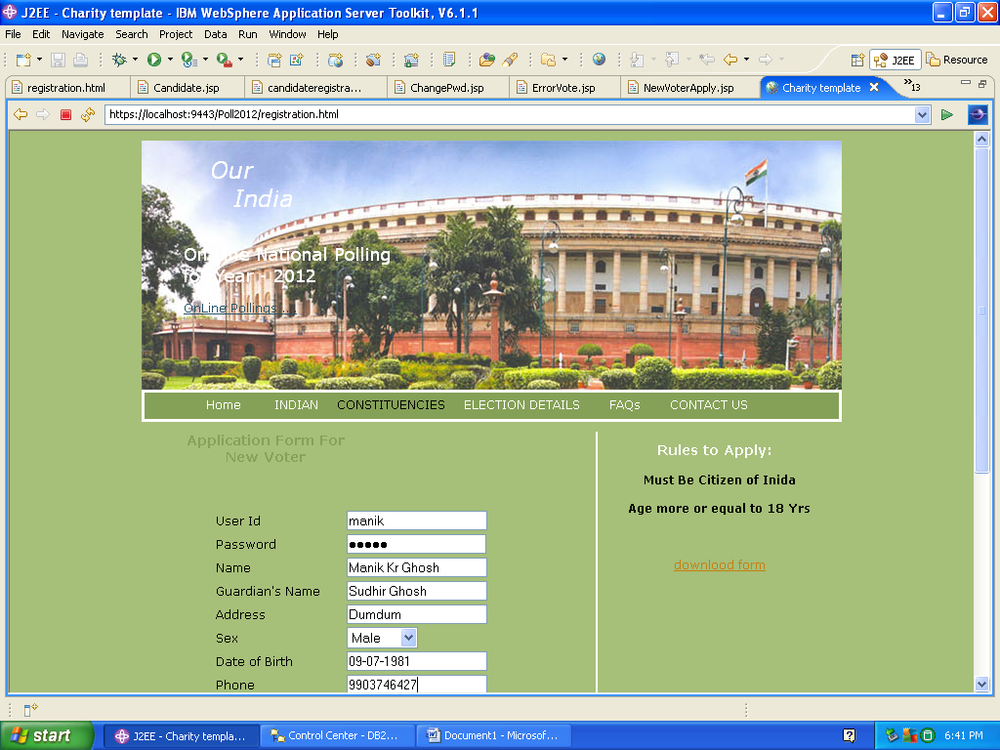 J2EE - Charity template - IBM WebSphere Application Server Toolkit, V6.1.1
File Edit Navigate Search Project Data Run Window Help
J2EE Resource
registration.html Candidate.jsp candidateregistra... ChangePwd.jsp ErrorVote.jsp NewVoterApply.jsp Charity template 13
https://localhost:9443/Poll2012/registration.html
Our
India
OnLine National Polling
for Year - 2012
OnLine Pollings ...
Home INDIAN CONSTITUENCIES ELECTION DETAILS FAQs CONTACT US
Application Form For
New Voter
User Id manik
Password ●●●●●
Name Manik Kr Ghosh
Guardian's Name Sudhir Ghosh
Address Dumdum
Sex Male
Date of Birth 09-07-1981
Phone 9903746427
Rules to Apply:
Must Be Citizen of Inida
Age more or equal to 18 Yrs
downlood form
start J2EE - Charity templa... Control Center - DB2... Document1 - Microsof... 6:41 PM